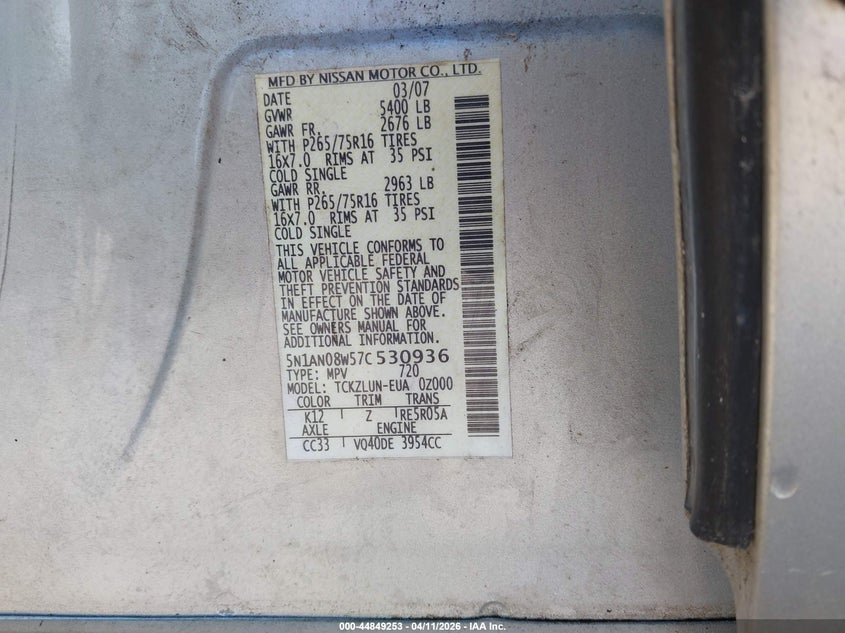 MFD BY NISSAN MOTOR CO., LTD.
DATE 03/07
GVWR 5400 LB
GAWR FR. 2676 LB
WITH P265/75R16 TIRES
16X7.0 RIMS AT 35 PSI
COLD SINGLE
GAWR RR. 2963 LB
WITH P265/75R16 TIRES
16X7.0 RIMS AT 35 PSI
COLD SINGLE
THIS VEHICLE CONFORMS TO
ALL APPLICABLE FEDERAL
MOTOR VEHICLE SAFETY AND
THEFT PREVENTION STANDARDS
IN EFFECT ON THE DATE OF
MANUFACTURE SHOWN ABOVE.
SEE OWNERS MANUAL FOR
ADDITIONAL INFORMATION.
5N1AN08W57C530936
TYPE: MPV 720
MODEL: TCKZLUN-EUA 0Z000
COLOR TRIM TRANS
K12 Z RE5R05A
AXLE ENGINE
CC33 VQ40DE 3954CC
000-44849253 - 04/11/2026 - IAA Inc.